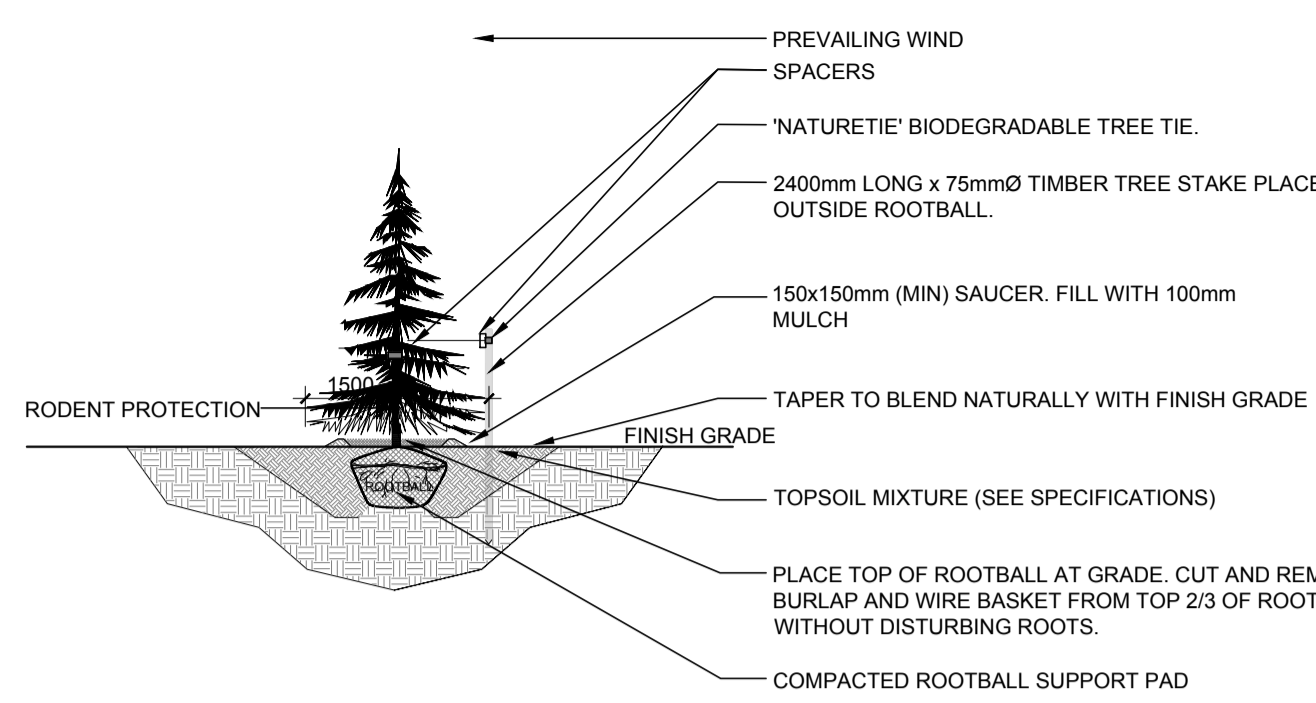 PREVAILING WIND
SPACERS
'NATURETIE' BIODEGRADABLE TREE TIE.
2400mm LONG x 75mmØ TIMBER TREE STAKE PLACE
OUTSIDE ROOTBALL.
150x150mm (MIN) SAUCER. FILL WITH 100mm
MULCH
1500
TAPER TO BLEND NATURALLY WITH FINISH GRADE
RODENT PROTECTION
FINISH GRADE
ROOTBALL
TOPSOIL MIXTURE (SEE SPECIFICATIONS)
PLACE TOP OF ROOTBALL AT GRADE. CUT AND REM
BURLAP AND WIRE BASKET FROM TOP 2/3 OF ROOT
WITHOUT DISTURBING ROOTS.
COMPACTED ROOTBALL SUPPORT PAD